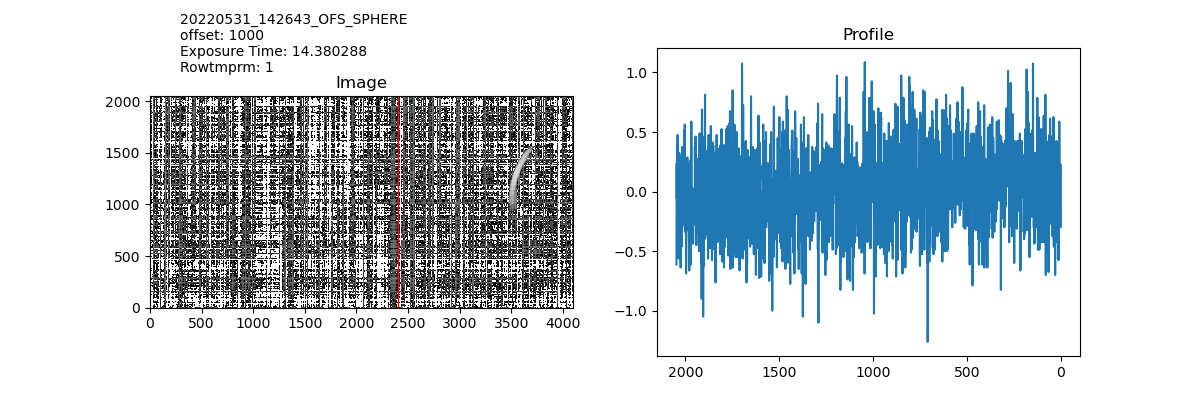 20220531_142643_OFS_SPHERE
offset: 1000
Exposure Time: 14.380288
Rowtmprm: 1
Image
2000
1500
1000
500
0
0 500 1000 1500 2000 2500 3000 3500 4000
Profile
1.0
0.5
0.0
−0.5
−1.0
2000 1500 1000 500 0